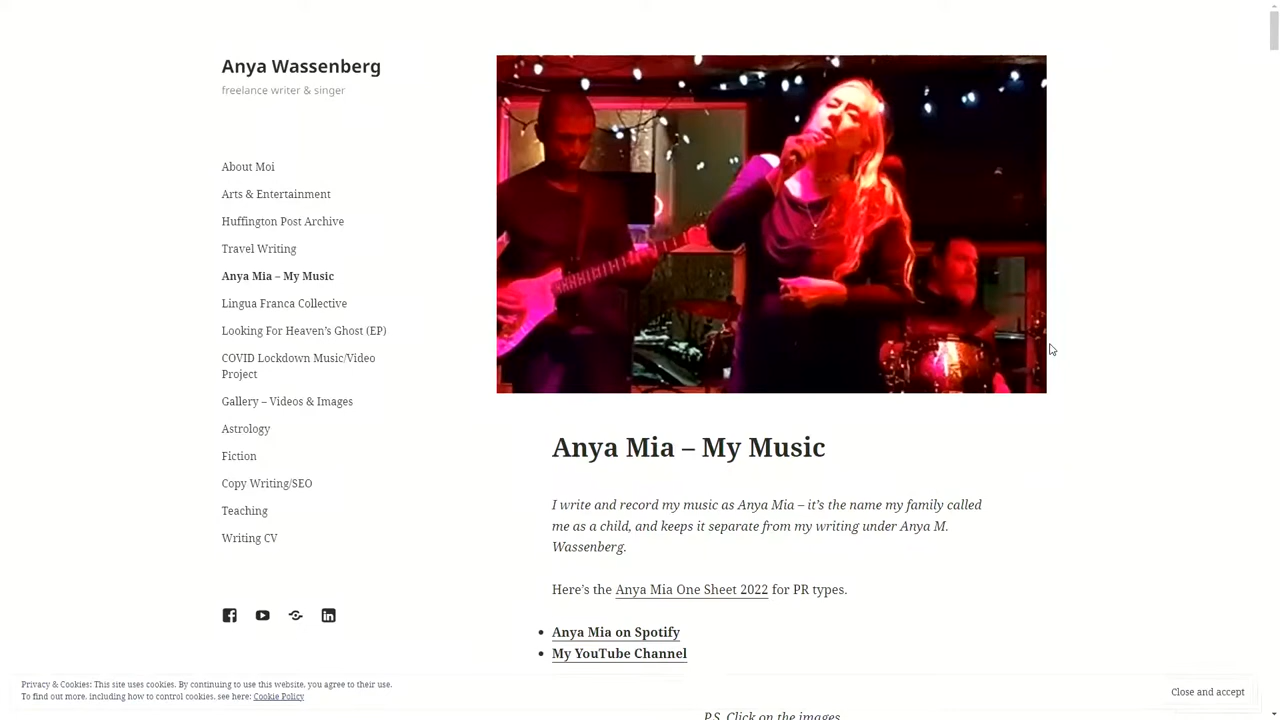 Anya Wassenberg
freelance writer & singer
About Moi
Arts & Entertainment
Huffington Post Archive
Travel Writing
Anya Mia – My Music
Lingua Franca Collective
Looking For Heaven's Ghost (EP)
COVID Lockdown Music/Video
Project
Gallery – Videos & Images
Astrology
Fiction
Copy Writing/SEO
Teaching
Writing CV
Anya Mia – My Music
I write and record my music as Anya Mia – it's the name my family called
me as a child, and keeps it separate from my writing under Anya M.
Wassenberg.
Here's the Anya Mia One Sheet 2022 for PR types.
Anya Mia on Spotify
My YouTube Channel
P.S. Click on the images
Privacy & Cookies: This site uses cookies. By continuing to use this website, you agree to their use.
To find out more, including how to control cookies, see here: Cookie Policy
Close and accept